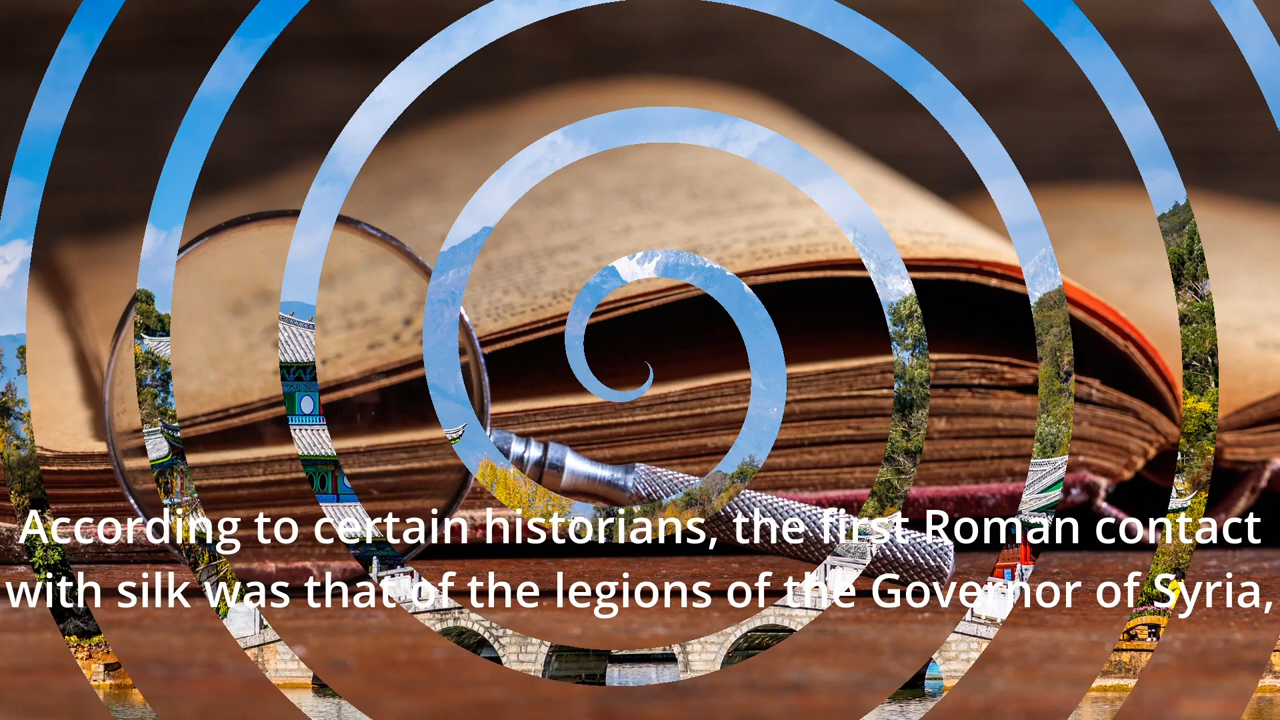 According to certain historians, the first Roman contact
with silk was that of the legions of the Governor of Syria,